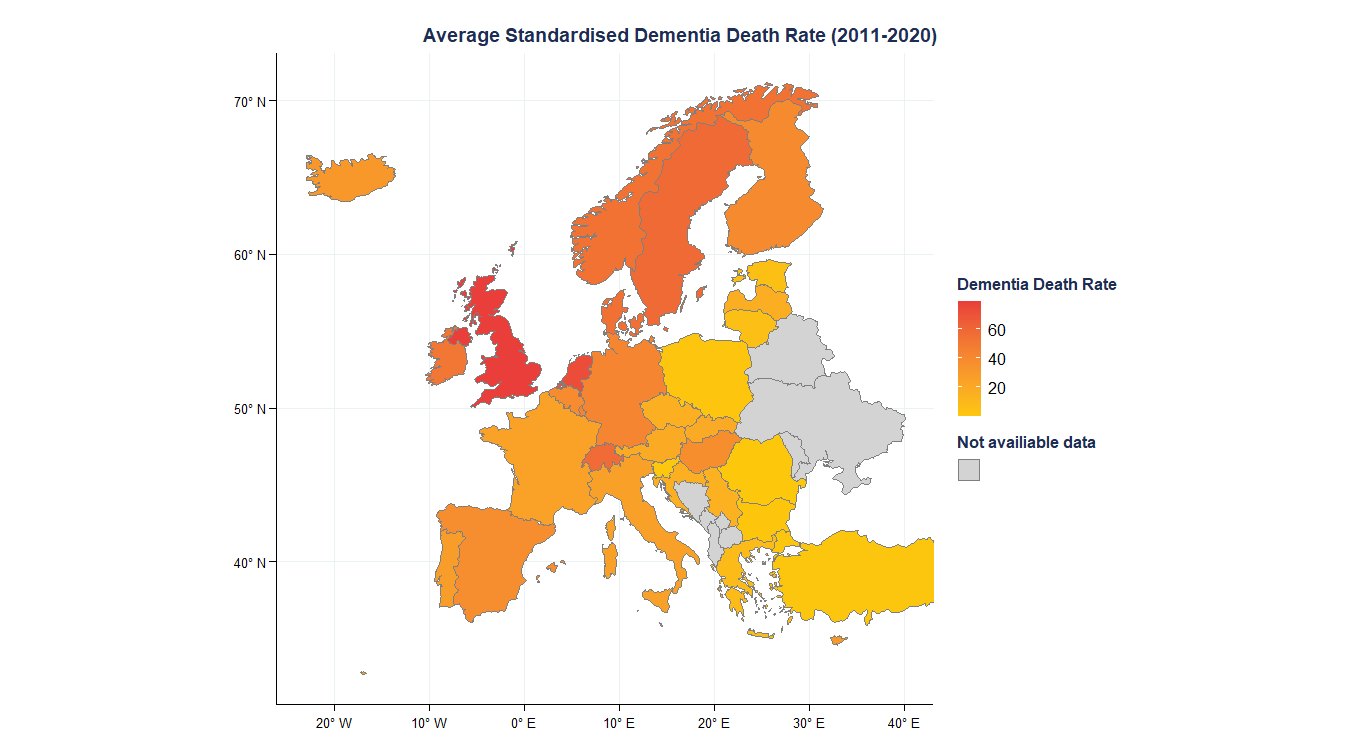 Average Standardised Dementia Death Rate (2011-2020)
70° N
60° N
50° N
40° N
20° W
10° W
0° E
10° E
20° E
30° E
40° E
Dementia Death Rate
60
40
20
Not availiable data